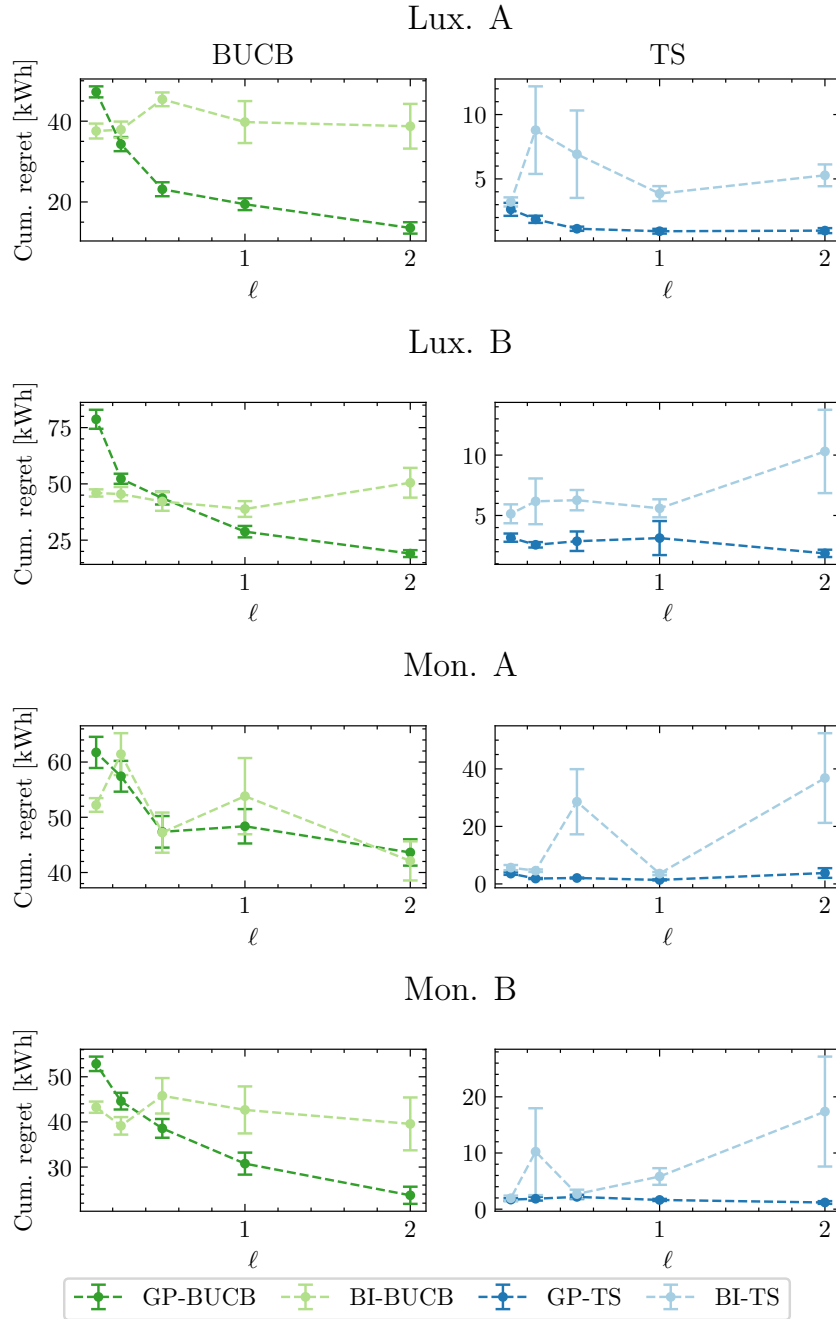 Lux. A
BUCB TS
Cum. regret [kWh]
40
20
10
5
1 2 1 2
ℓ ℓ
Lux. B
Cum. regret [kWh]
75
50
25
10
5
1 2 1 2
ℓ ℓ
Mon. A
Cum. regret [kWh]
60
50
40
40
20
0
1 2 1 2
ℓ ℓ
Mon. B
Cum. regret [kWh]
50
40
30
20
10
0
1 2 1 2
ℓ ℓ
GP-BUCB BI-BUCB GP-TS BI-TS